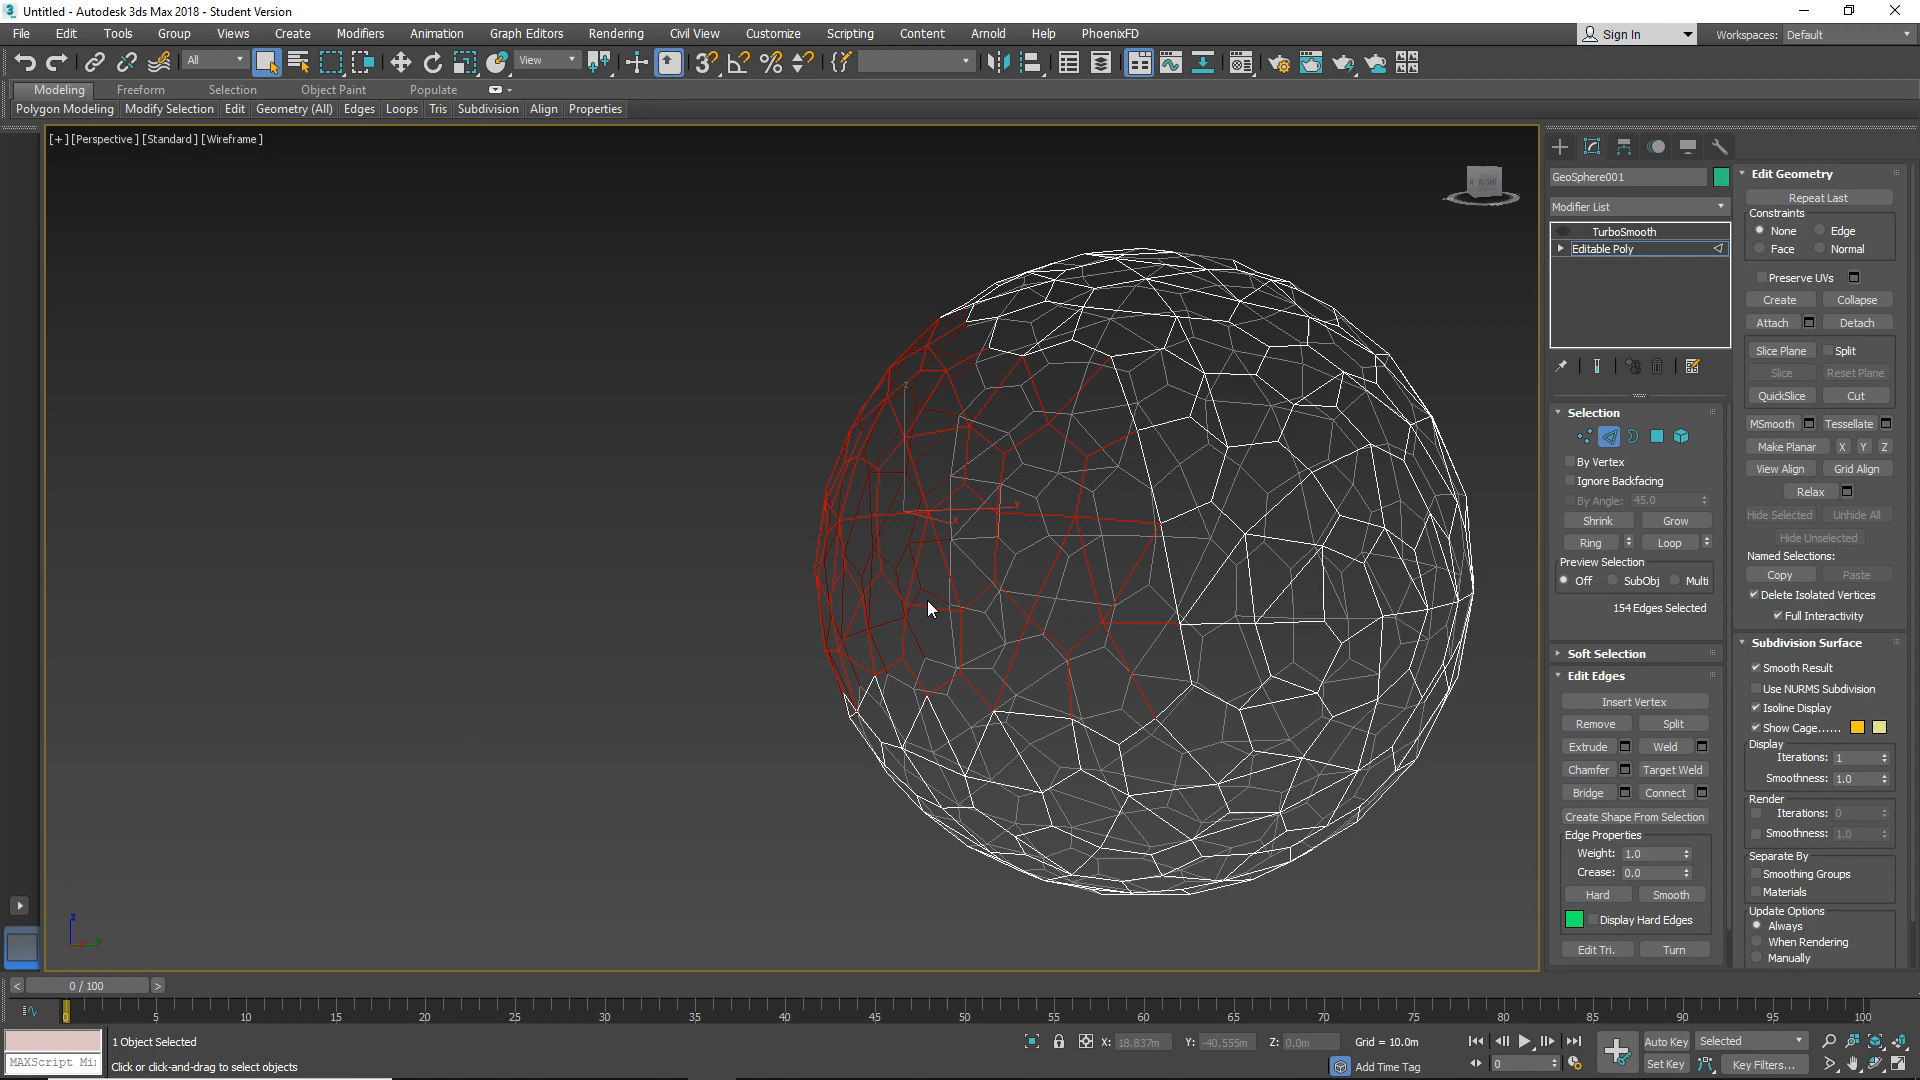 Untitled - Autodesk 3ds Max 2018 - Student Version
File Edit Tools Group Views Create Modifiers Animation Graph Editors Rendering Civil View Customize Scripting Content Arnold Help PhoenixFD
Sign In
Workspaces: Default
All
View
Modeling Freeform Selection Object Paint Populate
Polygon Modeling Modify Selection Edit Geometry (All) Edges Loops Tris Subdivision Align Properties
[+] [Perspective] [Standard] [Wireframe]
RIGHT
z
y
x
z
x
y
GeoSphere001
Modifier List
TurboSmooth
Editable Poly
Selection
By Vertex
Ignore Backfacing
By Angle: 45.0
Shrink Grow
Ring Loop
Preview Selection
Off SubObj Multi
154 Edges Selected
Soft Selection
Edit Edges
Insert Vertex
Remove Split
Extrude Weld
Chamfer Target Weld
Bridge Connect
Create Shape From Selection
Edge Properties
Weight: 1.0
Crease: 0.0
Hard Smooth
Display Hard Edges
Edit Tri. Turn
Edit Geometry
Repeat Last
Constraints
None Edge
Face Normal
Preserve UVs
Create Collapse
Attach Detach
Slice Plane Split
Slice Reset Plane
QuickSlice Cut
MSmooth Tessellate
Make Planar X Y Z
View Align Grid Align
Relax
Hide Selected Unhide All
Hide Unselected
Named Selections:
Copy Paste
Delete Isolated Vertices
Full Interactivity
Subdivision Surface
Smooth Result
Use NURMS Subdivision
Isoline Display
Show Cage......
Display
Iterations: 1
Smoothness: 1.0
Render
Iterations: 0
Smoothness: 1.0
Separate By
Smoothing Groups
Materials
Update Options
Always
When Rendering
Manually
< 0 / 100 >
0 5 10 15 20 25 30 35 40 45 50 55 60 65 70 75 80 85 90 95 100
1 Object Selected
X: 18.837m Y: -40.555m Z: 0.0m Grid = 10.0m
Auto Key Selected
MAXScript Mi
Click or click-and-drag to select objects
Add Time Tag
0
Set Key Key Filters...